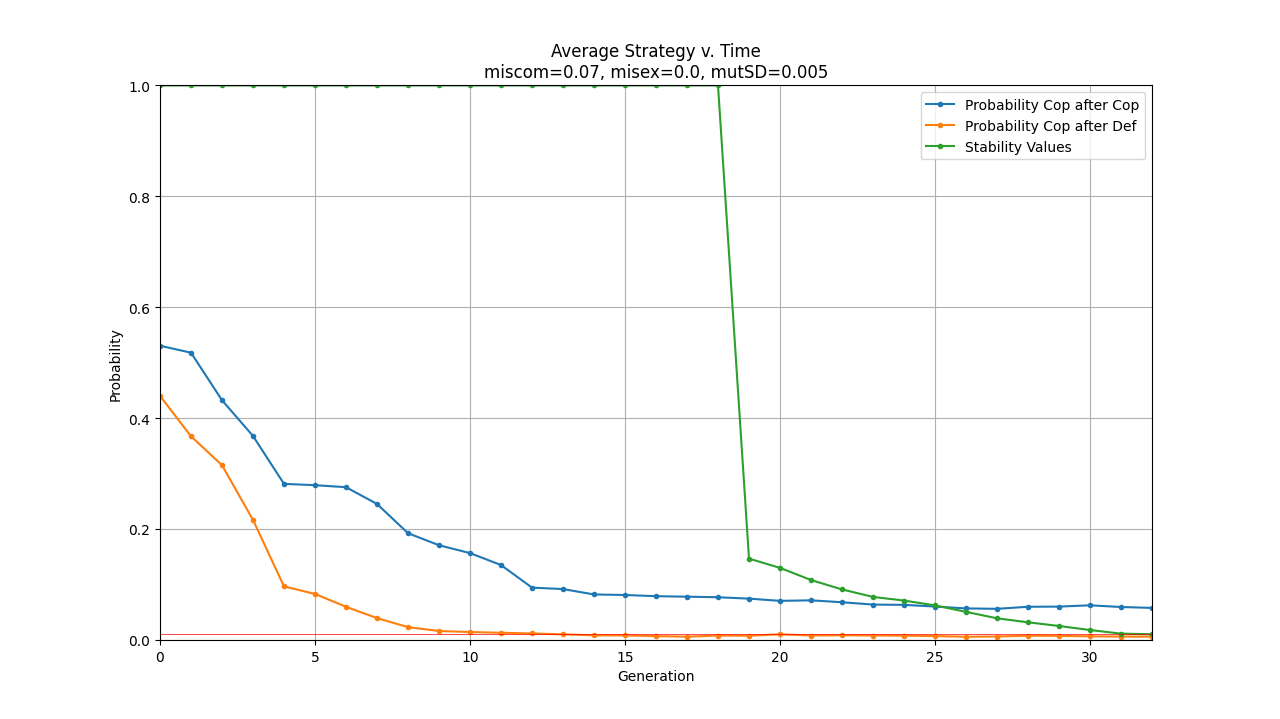 Average Strategy v. Time
miscom=0.07, misex=0.0, mutSD=0.005
1.0
0.8
0.6
0.4
0.2
0.0
Probability
Probability Cop after Cop
Probability Cop after Def
Stability Values
0 5 10 15 20 25 30
Generation